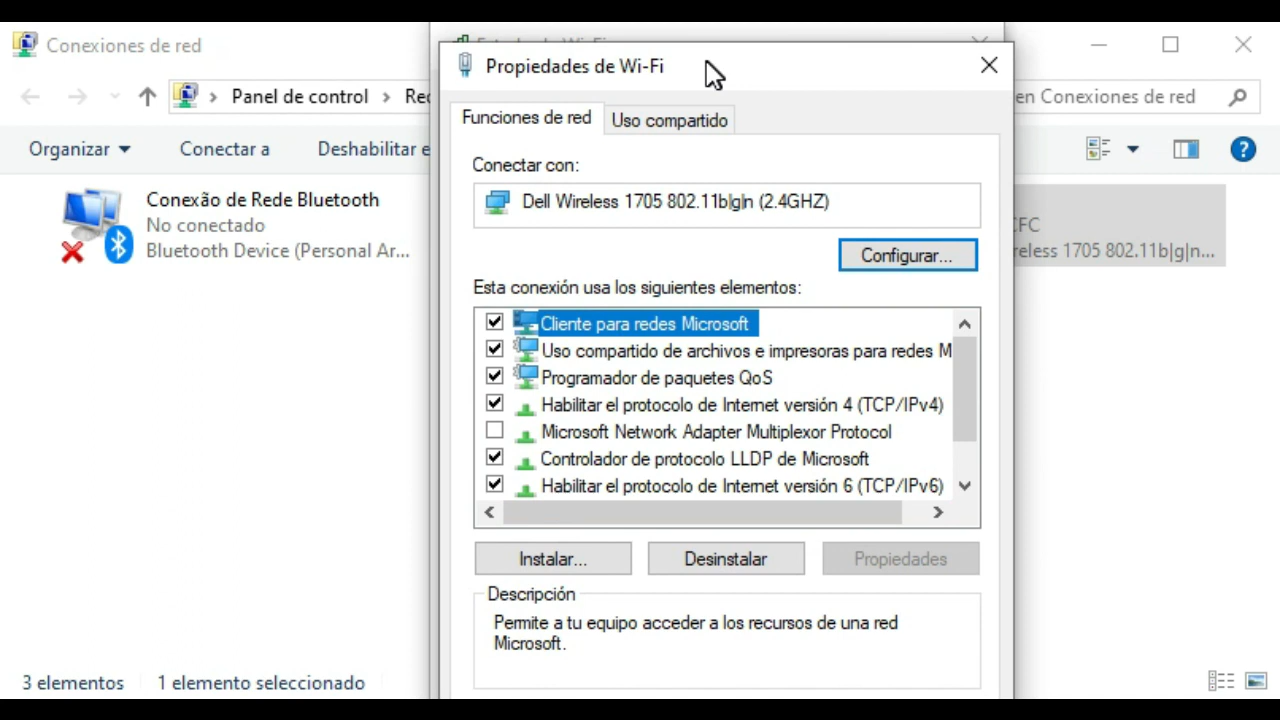 Conexiones de red
Propiedades de Wi-Fi
Panel de control
en Conexiones de red
Funciones de red
Uso compartido
Organizar
Conectar a
Deshabilitar e
Conectar con:
Dell Wireless 1705 802.11b|g|n (2.4GHZ)
Conexão de Rede Bluetooth
No conectado
Bluetooth Device (Personal Ar...
CFC
reless 1705 802.11b|g|n...
Configurar...
Esta conexión usa los siguientes elementos:
Cliente para redes Microsoft
Uso compartido de archivos e impresoras para redes M
Programador de paquetes QoS
Habilitar el protocolo de Internet versión 4 (TCP/IPv4)
Microsoft Network Adapter Multiplexor Protocol
Controlador de protocolo LLDP de Microsoft
Habilitar el protocolo de Internet versión 6 (TCP/IPv6)
Instalar...
Desinstalar
Propiedades
Descripción
Permite a tu equipo acceder a los recursos de una red
Microsoft.
3 elementos
1 elemento seleccionado